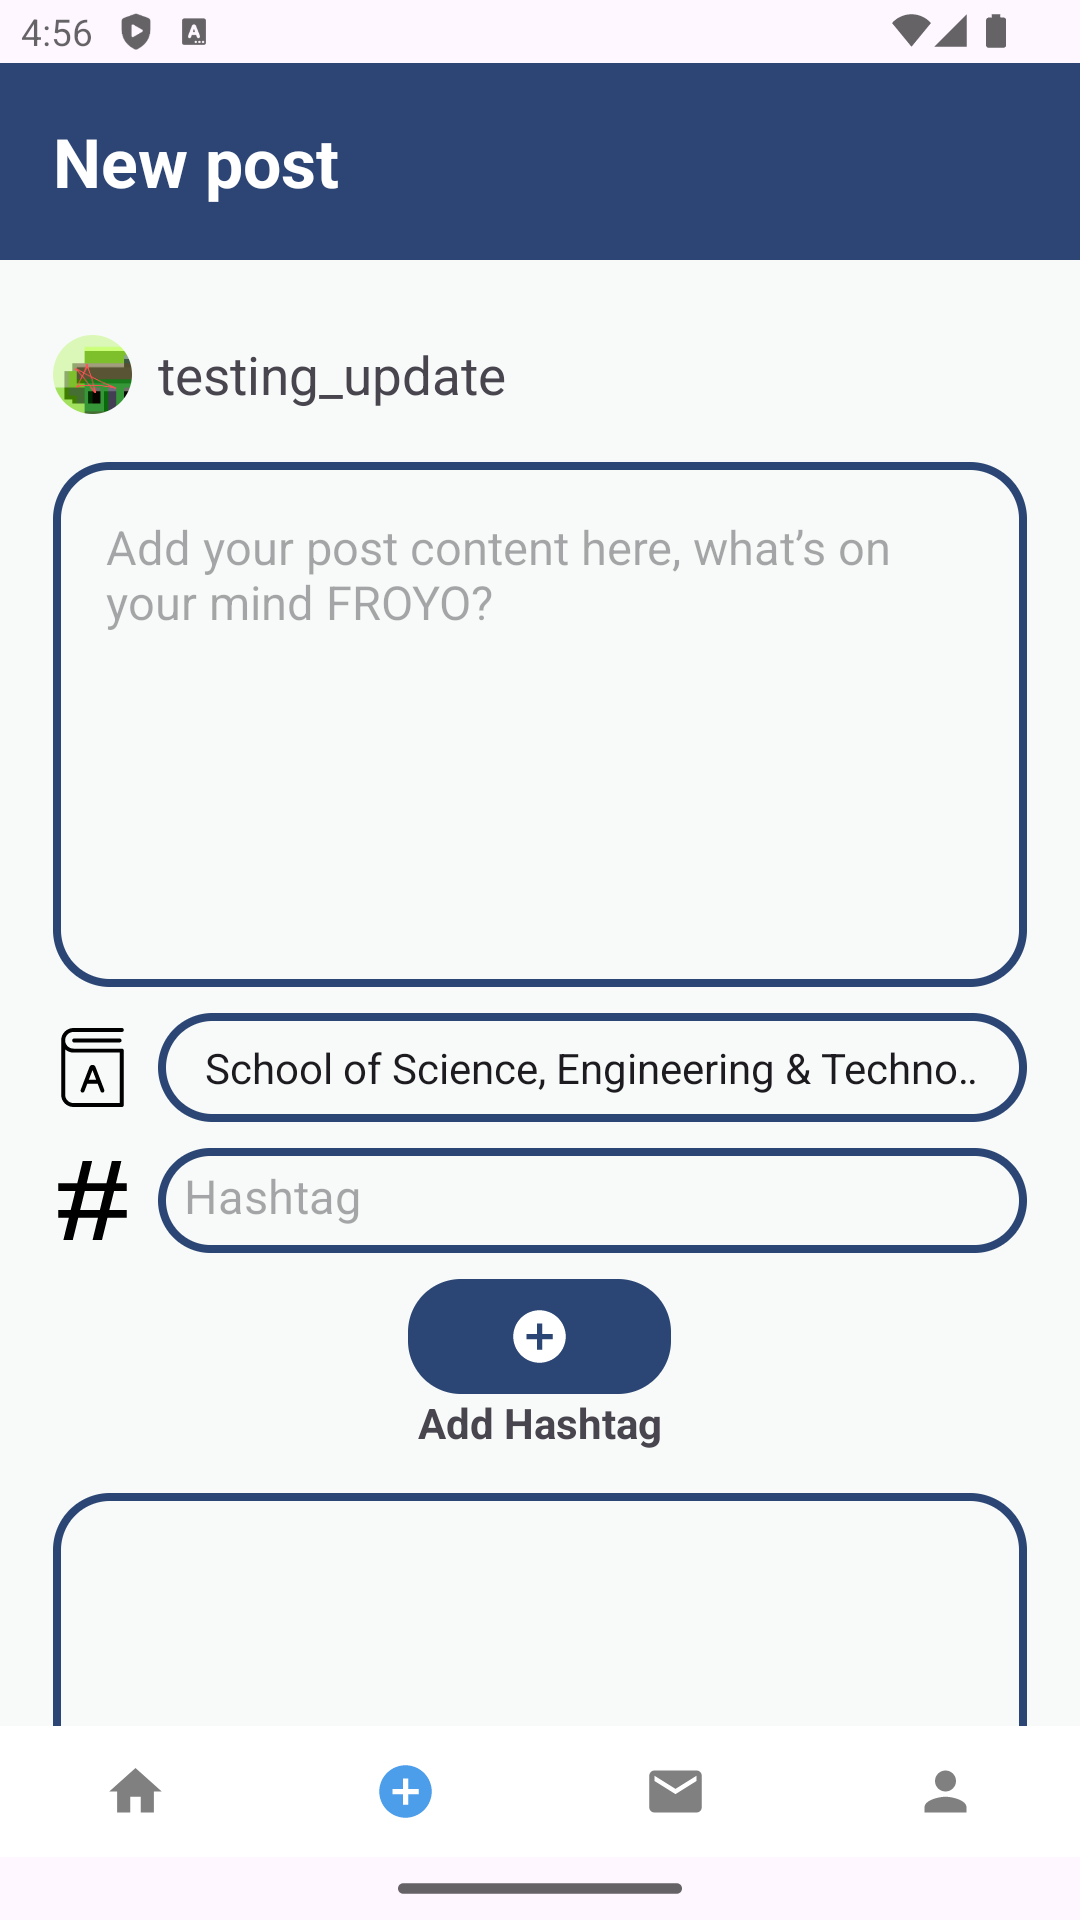 4:56
New post
testing_update
Add your post content here, what’s on
your mind FROYO?
School of Science, Engineering & Techno..
Hashtag
Add Hashtag